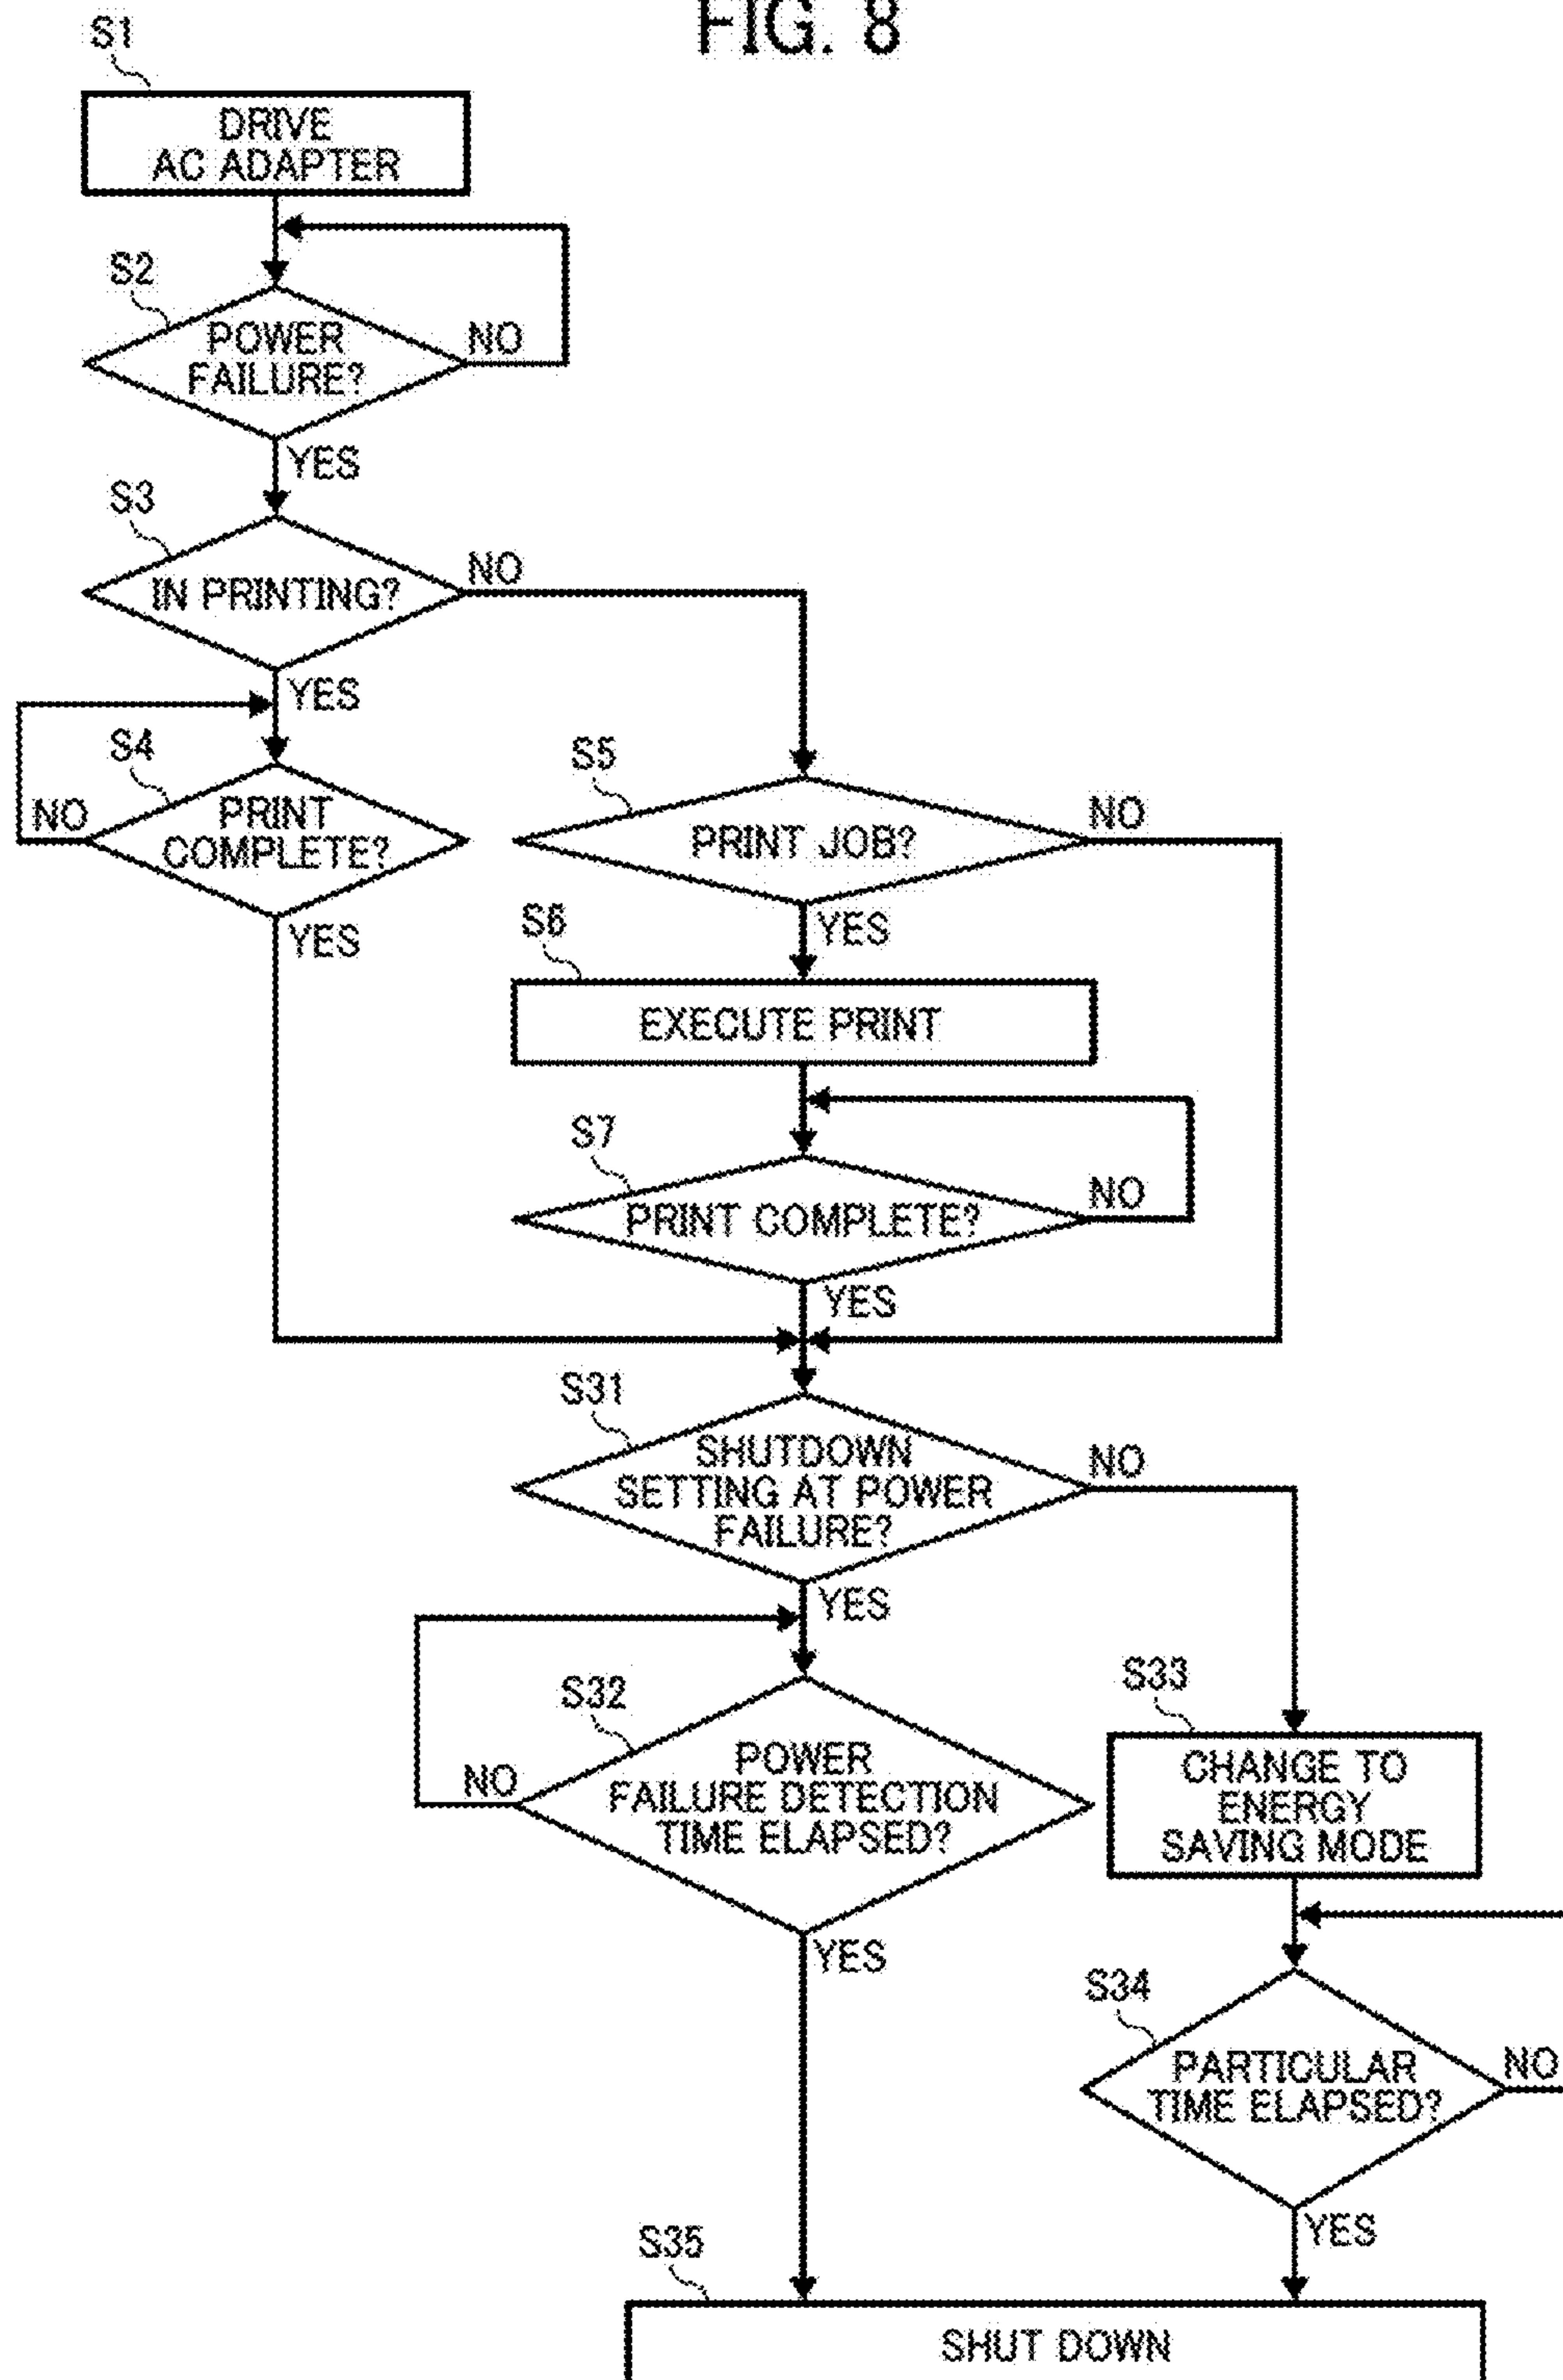 FIG. 8
S1
DRIVE
AC ADAPTER
S2
POWER
FAILURE?
NO
YES
S3
IN PRINTING?
NO
YES
S4
PRINT
COMPLETE?
NO
YES
S5
PRINT JOB?
NO
YES
S6
EXECUTE PRINT
S7
PRINT COMPLETE?
NO
YES
S31
SHUTDOWN
SETTING AT POWER
FAILURE?
NO
YES
S32
POWER
FAILURE DETECTION
TIME ELAPSED?
NO
YES
S33
CHANGE TO
ENERGY
SAVING MODE
S34
PARTICULAR
TIME ELAPSED?
NO
YES
S35
SHUT DOWN